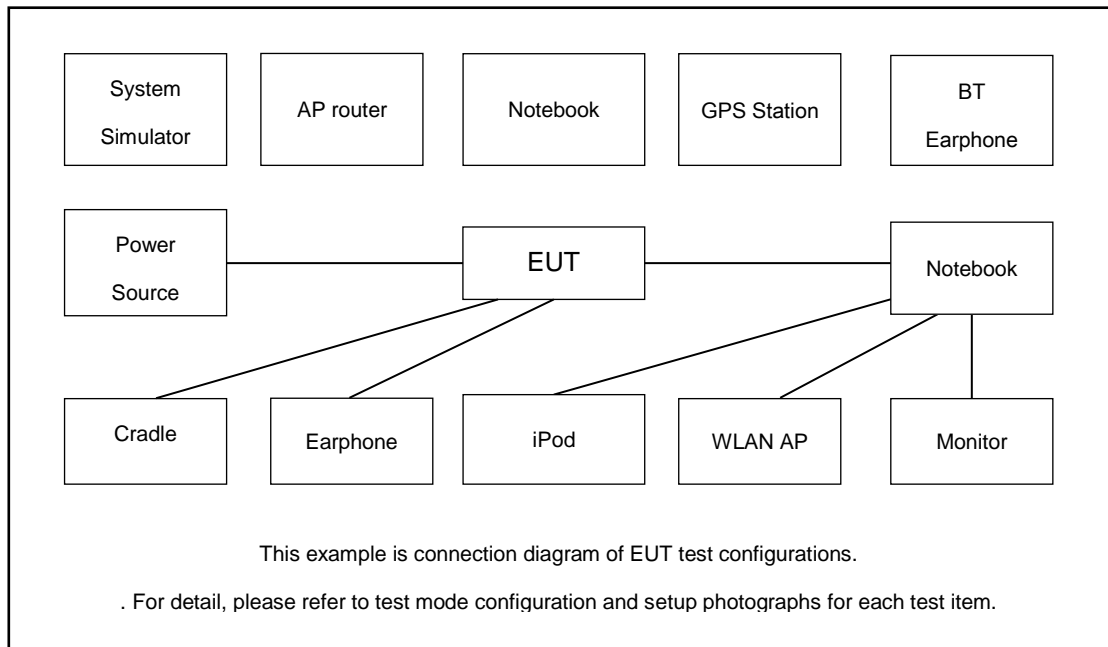 System
Simulator
AP router
Notebook
GPS Station
BT
Earphone
Power
Source
EUT
Notebook
Cradle
Earphone
iPod
WLAN AP
Monitor
This example is connection diagram of EUT test configurations.
. For detail, please refer to test mode configuration and setup photographs for each test item.